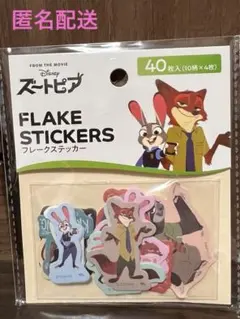 匿名配送
FROM THE MOVIE
Disney
ズートピア
40枚入(10柄×4枚)
FLAKE
STICKERS
フレークステッカー